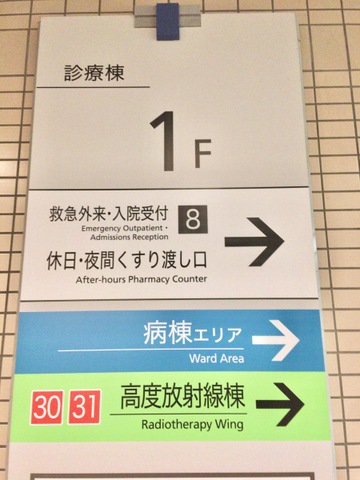 診療棟
1F
救急外来・入院受付 8
Emergency Outpatient・
Admissions Reception
休日・夜間くすり渡し口
After-hours Pharmacy Counter
病棟エリア
Ward Area
30 31 高度放射線棟
Radiotherapy Wing